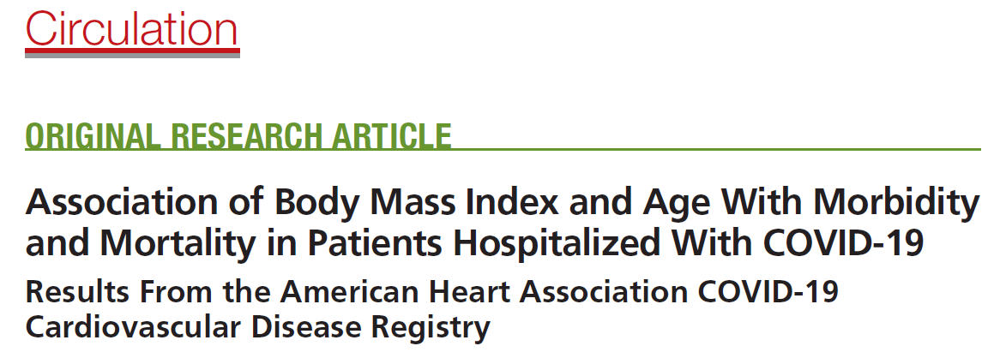 Circulation
ORIGINAL RESEARCH ARTICLE
Association of Body Mass Index and Age With Morbidity
and Mortality in Patients Hospitalized With COVID-19
Results From the American Heart Association COVID-19
Cardiovascular Disease Registry